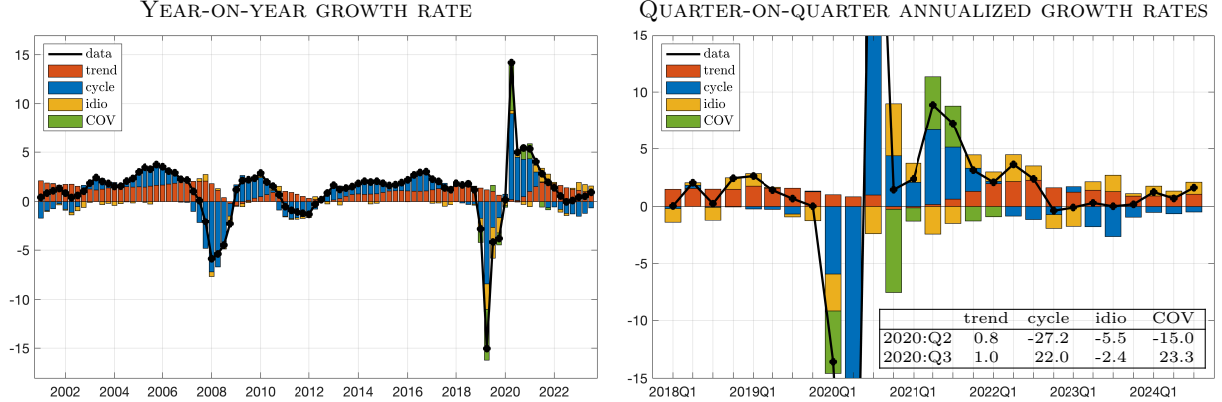 YEAR-ON-YEAR GROWTH RATE
15
10
5
0
-5
-10
-15
data
trend
cycle
idio
COV
2002 2004 2006 2008 2010 2012 2014 2016 2018 2020 2022
QUARTER-ON-QUARTER ANNUALIZED GROWTH RATES
15
10
5
0
-5
-10
-15
data
trend
cycle
idio
COV
trend cycle idio COV
2020:Q2 0.8 -27.2 -5.5 -15.0
2020:Q3 1.0 22.0 -2.4 23.3
2018Q1 2019Q1 2020Q1 2021Q1 2022Q1 2023Q1 2024Q1